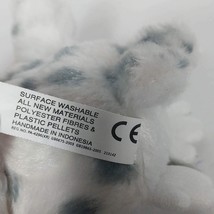 SURFACE WASHABLE
ALL NEW MATERIALS
POLYESTER FIBRES &
PLASTIC PELLETS
HANDMADE IN INDONESIA
CE